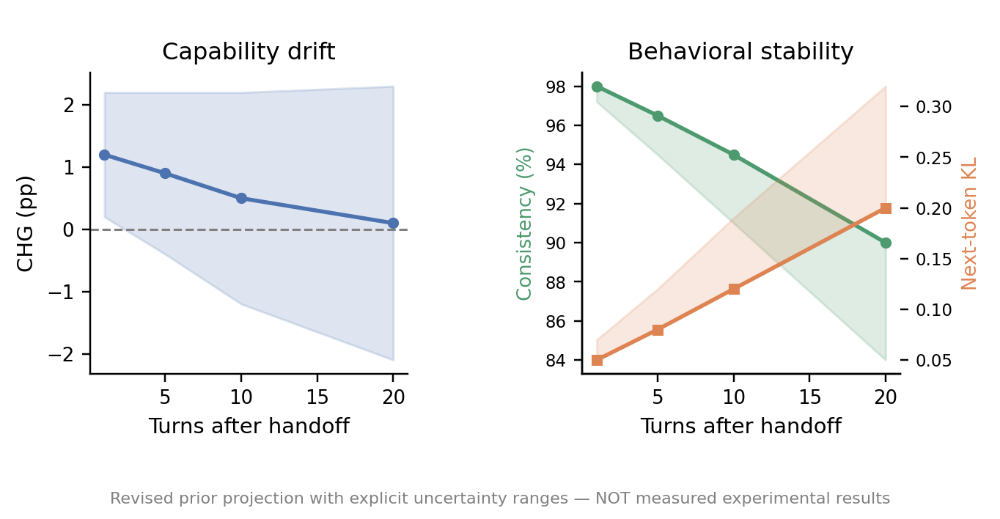 Capability drift
CHG (pp)
2
1
0
−1
−2
5 10 15 20
Turns after handoff
Behavioral stability
Consistency (%)
98
96
94
92
90
88
86
84
0.30
0.25
0.20
0.15
0.10
0.05
Next-token KL
5 10 15 20
Turns after handoff
Revised prior projection with explicit uncertainty ranges — NOT measured experimental results